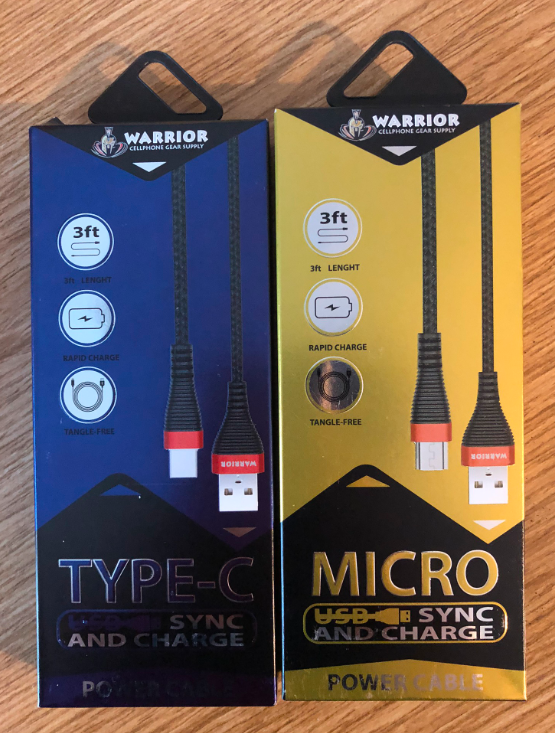 WARRIOR
CELLPHONE GEAR SUPPLY
3ft
3ft LENGHT
RAPID CHARGE
TANGLE-FREE
WARRIOR
TYPE-C
USB SYNC
AND CHARGE
POWER CABLE
WARRIOR
CELLPHONE GEAR SUPPLY
3ft
3ft LENGHT
RAPID CHARGE
TANGLE-FREE
WARRIOR
MICRO
USB SYNC
AND CHARGE
POWER CABLE